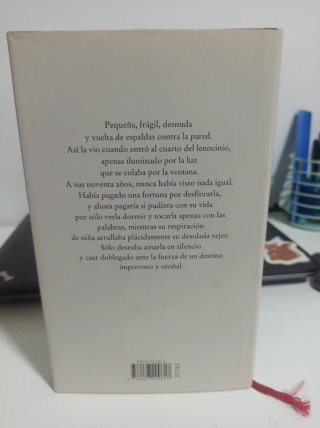 Pequeña, frágil, desnuda
y vuelta de espaldas contra la pared.
Así la vio cuando entró al cuarto del lenocinio,
apenas iluminado por la luz
que se colaba por la ventana.
A sus noventa años, nunca había visto nada igual.
Había pagado una fortuna por desflorarla,
y ahora pagaría si pudiera con su vida
por sólo verla dormir y tocarla apenas con las
palabras, mientras su respiración
de niña arrullaba plácidamente su desolada vejez.
Sólo deseaba amarla en silencio
y caer doblegado ante la fuerza de un destino
imprevisto y otoñal.